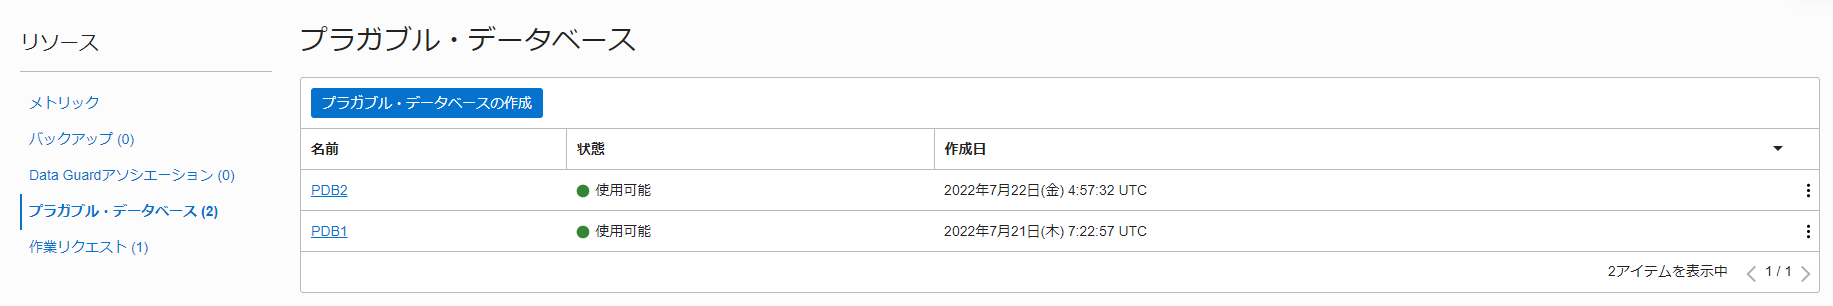 リソース
メトリック
バックアップ (0)
Data Guardアソシエーション (0)
プラガブル・データベース (2)
作業リクエスト (1)
プラガブル・データベース
プラガブル・データベースの作成
名前 状態 作成日
PDB2 使用可能 2022年7月22日(金) 4:57:32 UTC
PDB1 使用可能 2022年7月21日(木) 7:22:57 UTC
2アイテムを表示中 1 / 1